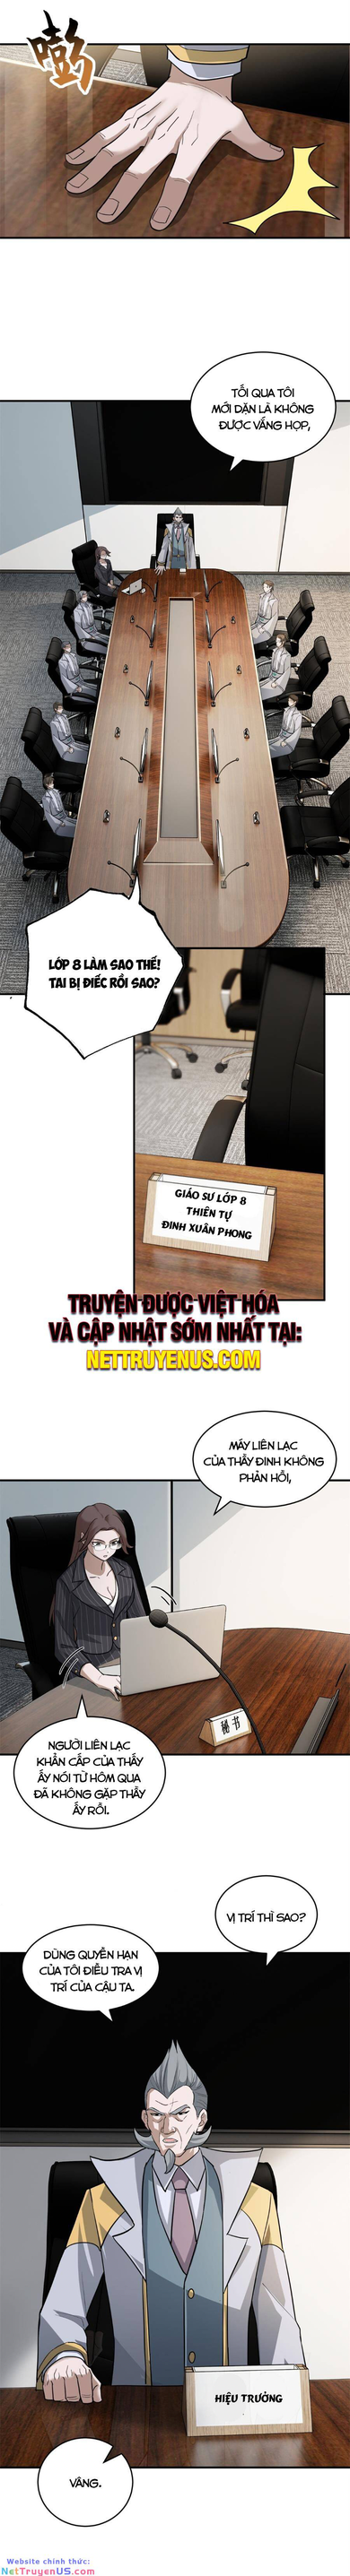 嘭
TỐI QUA TÔI
MỚI DẶN LÀ KHÔNG
ĐƯỢC VẮNG HỌP,
LỚP 8 LÀM SAO THẾ!
TAI BỊ ĐIẾC RỒI SAO?
GIÁO SƯ LỚP 8
THIÊN TỰ
ĐINH XUÂN PHONG
TRUYỆN ĐƯỢC VIỆT HÓA
VÀ CẬP NHẬT SỚM NHẤT TẠI:
NETTRUYENUS.COM
MÁY LIÊN LẠC
CỦA THẦY ĐINH KHÔNG
PHẢN HỒI,
秘书
NGƯỜI LIÊN LẠC
KHẨN CẤP CỦA THẦY
ẤY NÓI TỪ HÔM QUA
ĐÃ KHÔNG GẶP THẦY
ẤY RỒI.
VỊ TRÍ THÌ SAO?
DÙNG QUYỀN HẠN
CỦA TÔI ĐIỀU TRA VỊ
TRÍ CỦA CẬU TA.
HIỆU TRƯỞNG
VÂNG.
Website chính thức:
NetTruyenUS.com